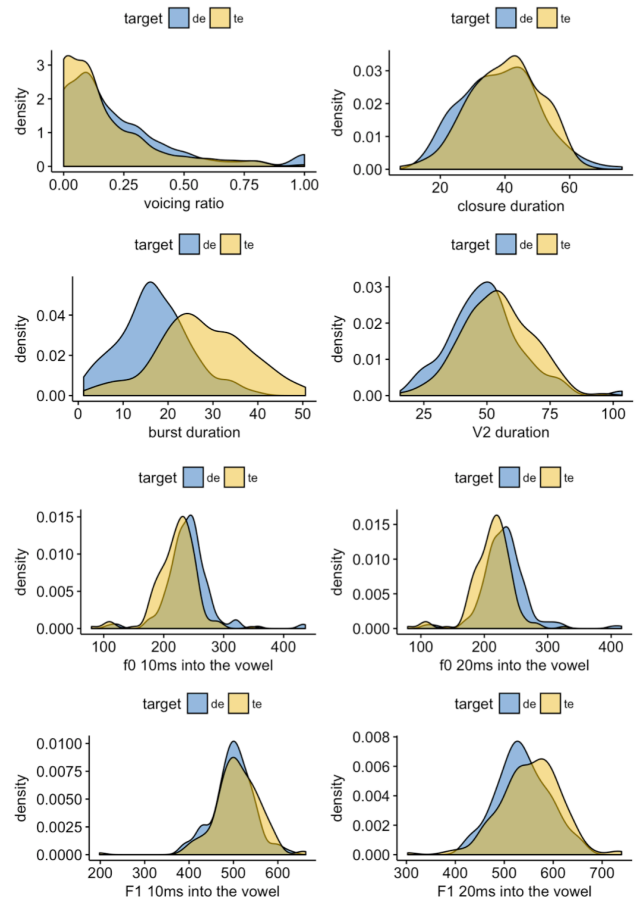 target de te
target de te
3
2
1
0
density
0.00 0.25 0.50 0.75 1.00
voicing ratio
0.03
0.02
0.01
0.00
density
20 40 60
closure duration
target de te
target de te
0.04
0.02
0.00
density
0 10 20 30 40 50
burst duration
0.03
0.02
0.01
0.00
density
25 50 75 100
V2 duration
target de te
target de te
0.015
0.010
0.005
0.000
density
100 200 300 400
f0 10ms into the vowel
0.015
0.010
0.005
0.000
density
100 200 300 400
f0 20ms into the vowel
target de te
target de te
0.0100
0.0075
0.0050
0.0025
0.0000
density
200 300 400 500 600
F1 10ms into the vowel
0.008
0.006
0.004
0.002
0.000
density
300 400 500 600 700
F1 20ms into the vowel